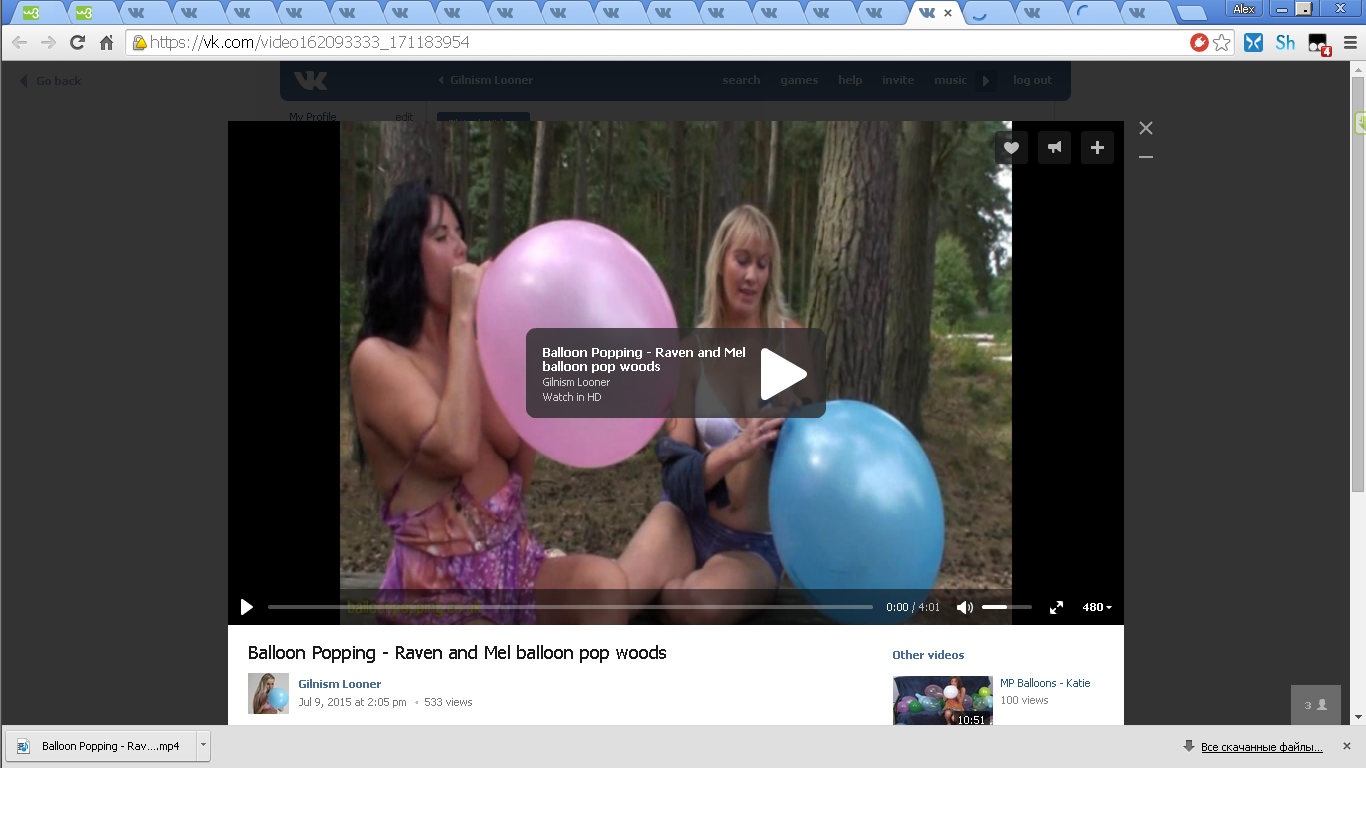 Alex
https://vk.com/video162093333_171183954
Sh
4
Go back
Gilnism Looner
search
games
help
invite
music
log out
My Profile
edit
Balloon Popping - Raven and Mel
balloon pop woods
Gilnism Looner
Watch in HD
0:00 / 4:01
480
Balloon Popping - Raven and Mel balloon pop woods
Gilnism Looner
Jul 9, 2015 at 2:05 pm • 533 views
Other videos
MP Balloons - Katie
100 views
10:51
3
Balloon Popping - Rav....mp4
Все скачанные файлы...